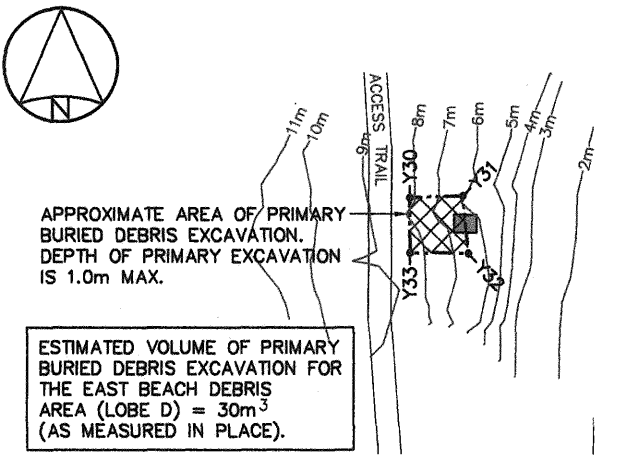 N
ACCESS TRAIL
11m
10m
9m
8m
7m
6m
5m
4m
3m
2m
Y30
Y31
APPROXIMATE AREA OF PRIMARY
BURIED DEBRIS EXCAVATION.
DEPTH OF PRIMARY EXCAVATION
IS 1.0m MAX.
Y33
Y32
ESTIMATED VOLUME OF PRIMARY
BURIED DEBRIS EXCAVATION FOR
THE EAST BEACH DEBRIS
AREA (LOBE D) = 30m³
(AS MEASURED IN PLACE).